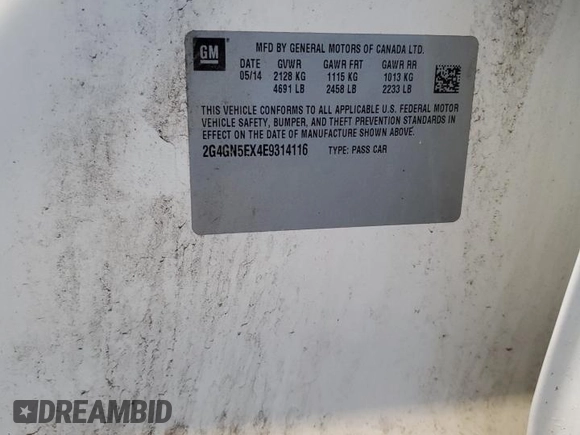 GM
MFD BY GENERAL MOTORS OF CANADA LTD.
DATE GVWR GAWR FRT GAWR RR
05/14 2128 KG 1115 KG 1013 KG
4691 LB 2458 LB 2233 LB
THIS VEHICLE CONFORMS TO ALL APPLICABLE U.S. FEDERAL MOTOR
VEHICLE SAFETY, BUMPER, AND THEFT PREVENTION STANDARDS IN
EFFECT ON THE DATE OF MANUFACTURE SHOWN ABOVE.
2G4GN5EX4E9314116 TYPE: PASS CAR
DREAMBID